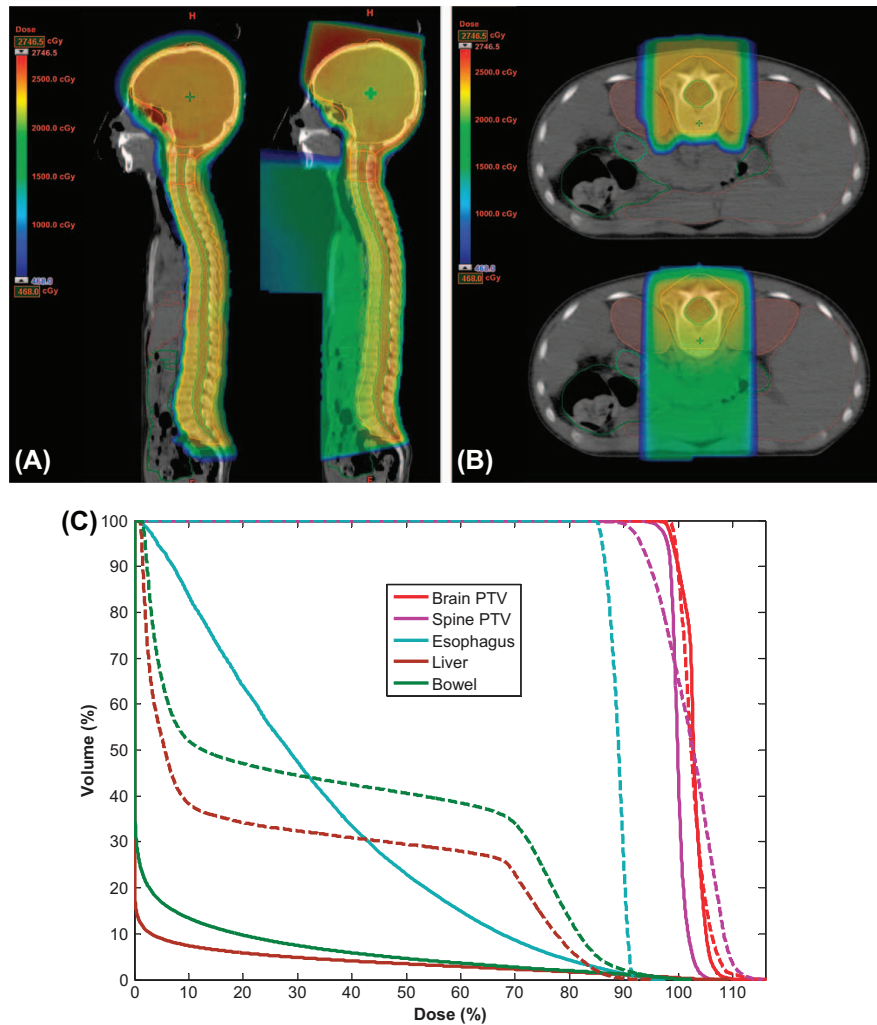 H
H
Dose
2746.5 cGy
2746.5
2500.0 cGy
2000.0 cGy
1500.0 cGy
1000.0 cGy
468.0
468.0 cGy
(A)
F
F
Dose
2746.5 cGy
2746.5
2500.0 cGy
2000.0 cGy
1500.0 cGy
1000.0 cGy
468.0
468.0 cGy
(B)
(C)
100
90
80
70
60
50
40
30
20
10
0
Volume (%)
Brain PTV
Spine PTV
Esophagus
Liver
Bowel
0 10 20 30 40 50 60 70 80 90 100 110
Dose (%)